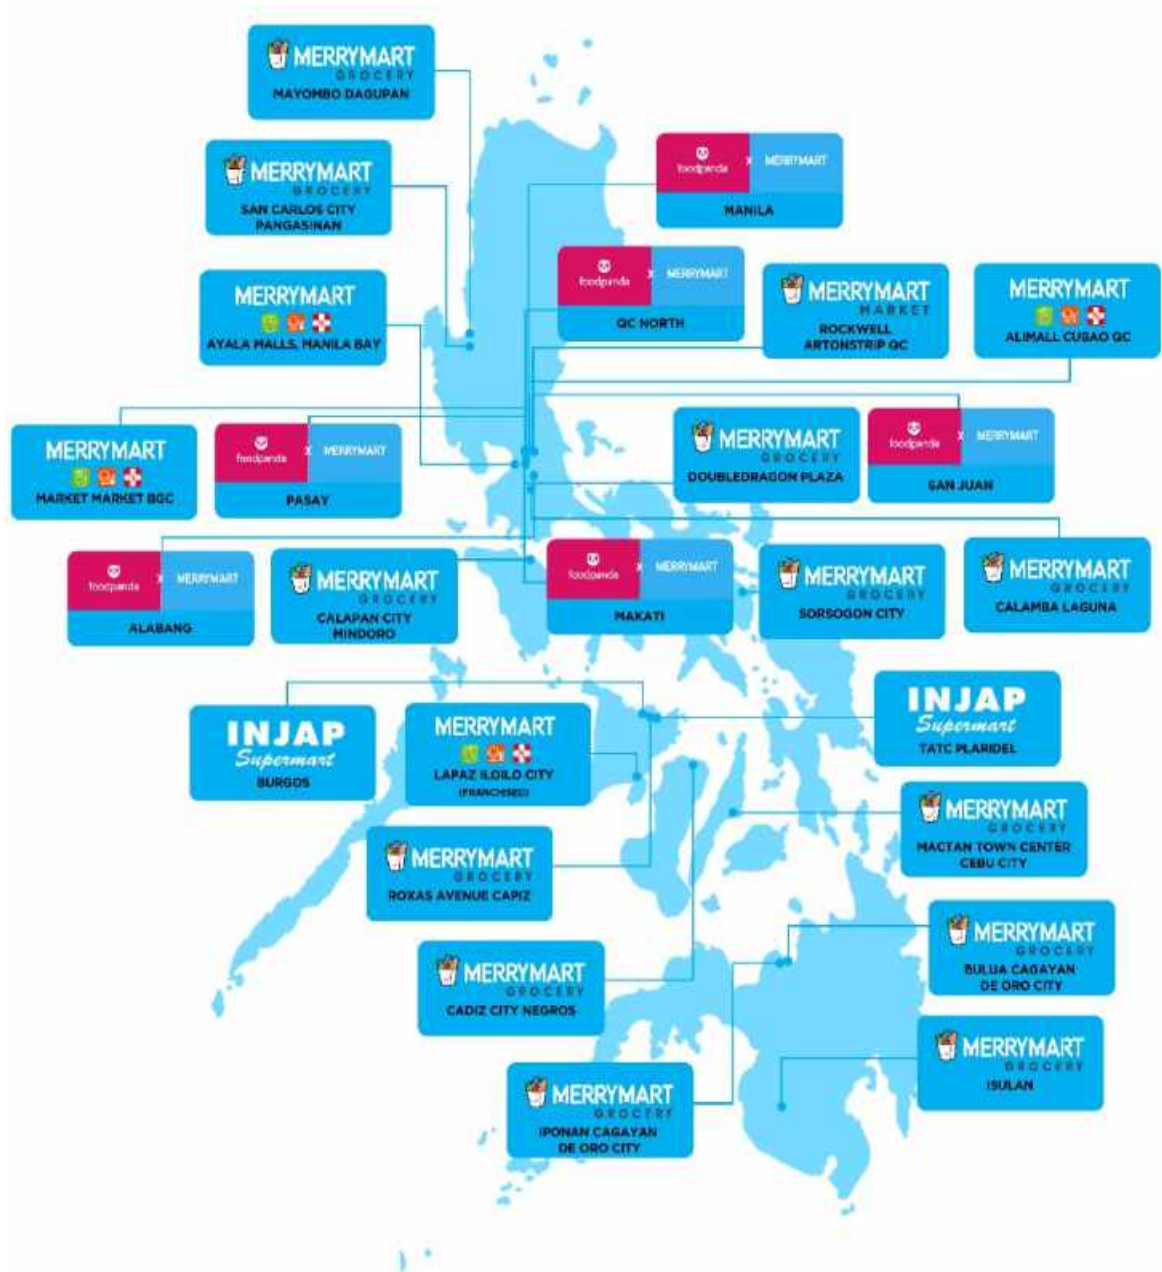 MERRYMART
GROCERY
MAYOMBO DAGUPAN
MERRYMART
GROCERY
SAN CARLOS CITY
PANGASINAN
foodpanda X MERRYMART
MANILA
MERRYMART
AYALA MALLS, MANILA BAY
foodpanda X MERRYMART
QC NORTH
MERRYMART
MARKET
ROCKWELL
ARTONSTRIP QC
MERRYMART
ALIMALL CUBAO QC
MERRYMART
MARKET MARKET BGC
foodpanda X MERRYMART
PASAY
MERRYMART
GROCERY
DOUBLEDRAGON PLAZA
foodpanda X MERRYMART
SAN JUAN
foodpanda X MERRYMART
ALABANG
MERRYMART
GROCERY
CALAPAN CITY
MINDORO
foodpanda X MERRYMART
MAKATI
MERRYMART
GROCERY
SORSOGON CITY
MERRYMART
GROCERY
CALAMBA LAGUNA
INJAP
Supermart
BURGOS
MERRYMART
LAPAZ ILOILO CITY
(FRANCHISED)
INJAP
Supermart
TATC PLARIDEL
MERRYMART
GROCERY
MACTAN TOWN CENTER
CEBU CITY
MERRYMART
GROCERY
ROXAS AVENUE CAPIZ
MERRYMART
GROCERY
BULUA CAGAYAN
DE ORO CITY
MERRYMART
GROCERY
CADIZ CITY NEGROS
MERRYMART
GROCERY
ISULAN
MERRYMART
GROCERY
IPONAN CAGAYAN
DE ORO CITY